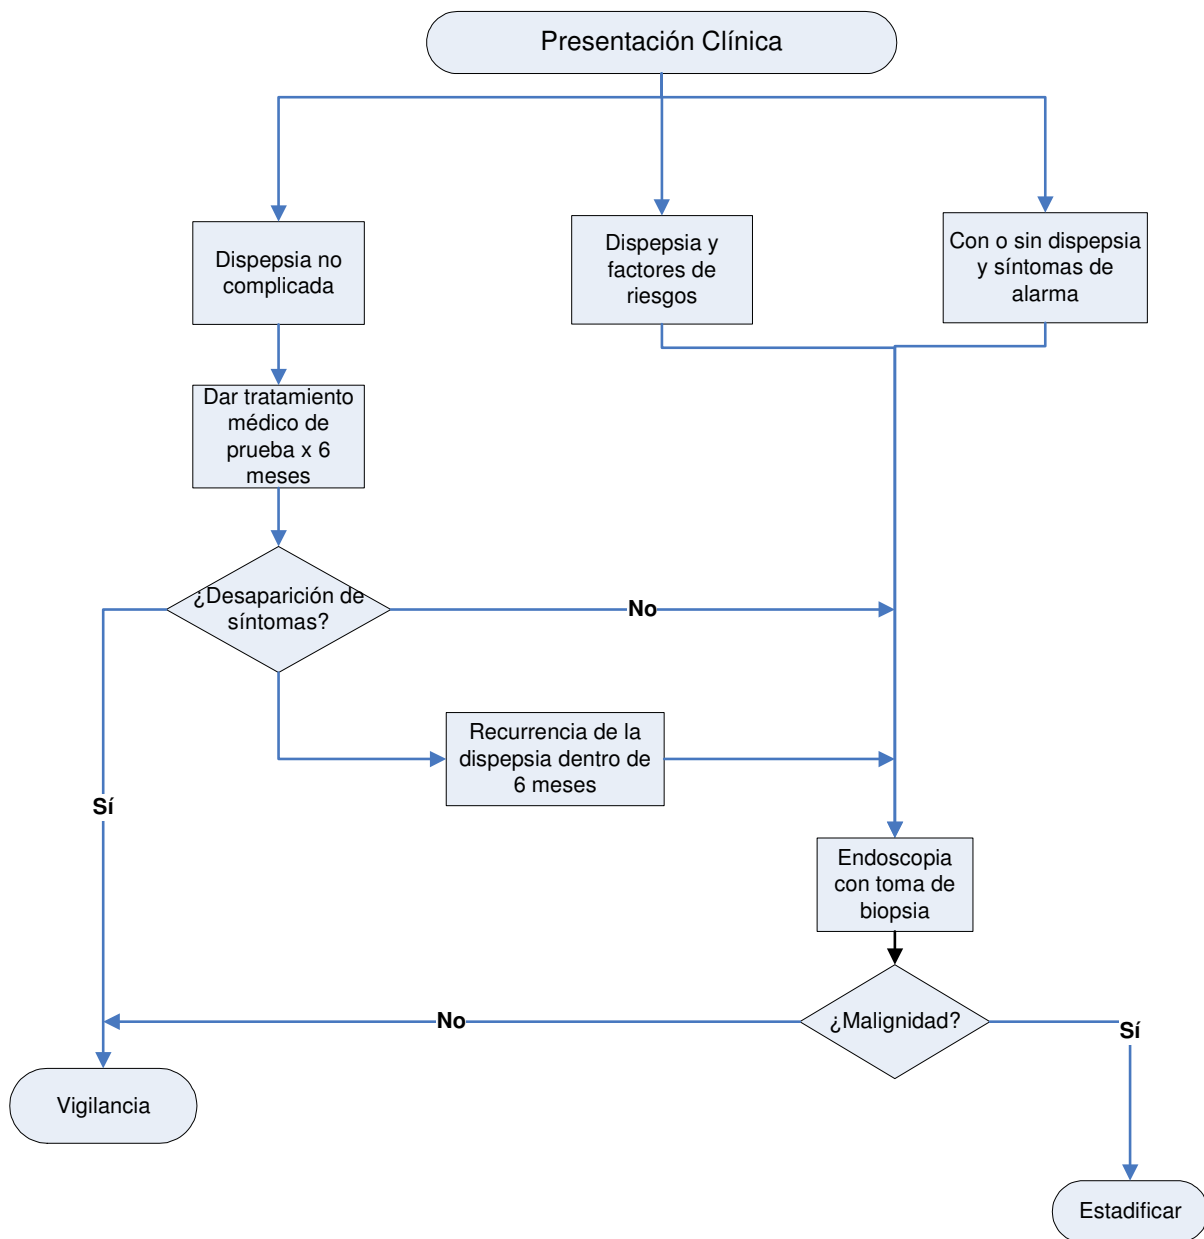 Presentación Clínica
Dispepsia no
complicada
Dispepsia y
factores de
riesgos
Con o sin dispepsia
y síntomas de
alarma
Dar tratamiento
médico de
prueba x 6
meses
¿Desaparición de
síntomas?
No
Recurrencia de la
dispepsia dentro de
6 meses
Sí
Endoscopia
con toma de
biopsia
¿Malignidad?
No
Sí
Vigilancia
Estadificar